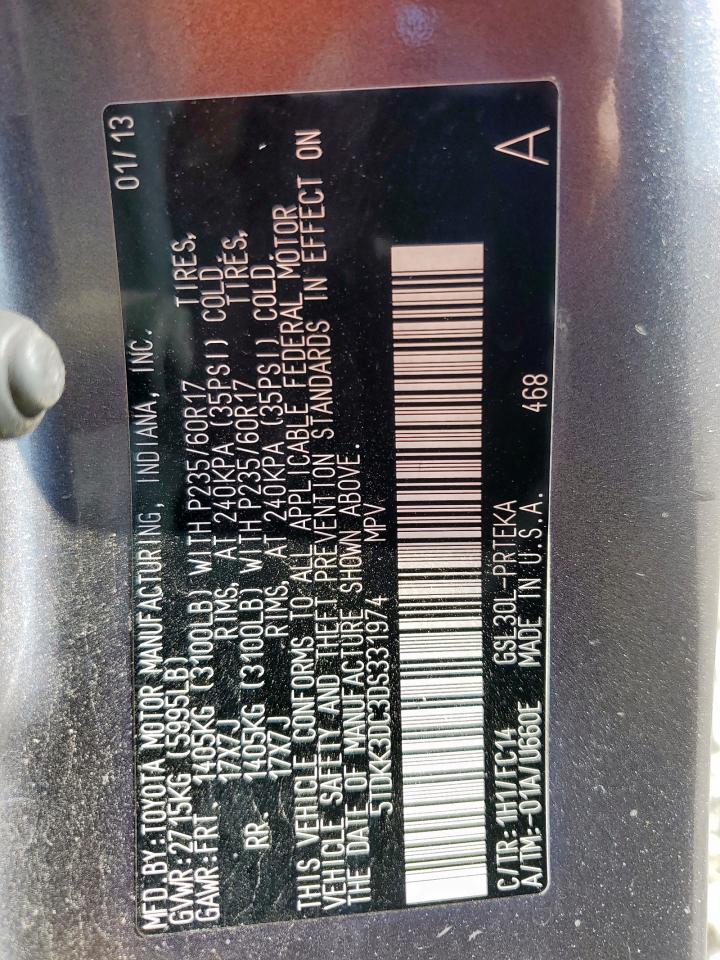 MFD. BY: TOYOTA MOTOR MANUFACTURING, INDIANA, INC. 01/13
GVWR: 2715KG (5995LB)
GAWR: FRT. 1405KG (3100LB) WITH P235/60R17 TIRES,
17X7J RIMS, AT 240KPA (35PSI) COLD.
RR. 1405KG (3100LB) WITH P235/60R17 TIRES,
17X7J RIMS, AT 240KPA (35PSI) COLD.
THIS VEHICLE CONFORMS TO ALL APPLICABLE FEDERAL MOTOR
VEHICLE SAFETY AND THEFT PREVENTION STANDARDS IN EFFECT ON
THE DATE OF MANUFACTURE SHOWN ABOVE.
5TDKK3DC3DS331974 MPV
C/TR: 1H1/FC14 GSL30L-PRTEKA 468 A
A/TM: -01A/U660E MADE IN U.S.A.